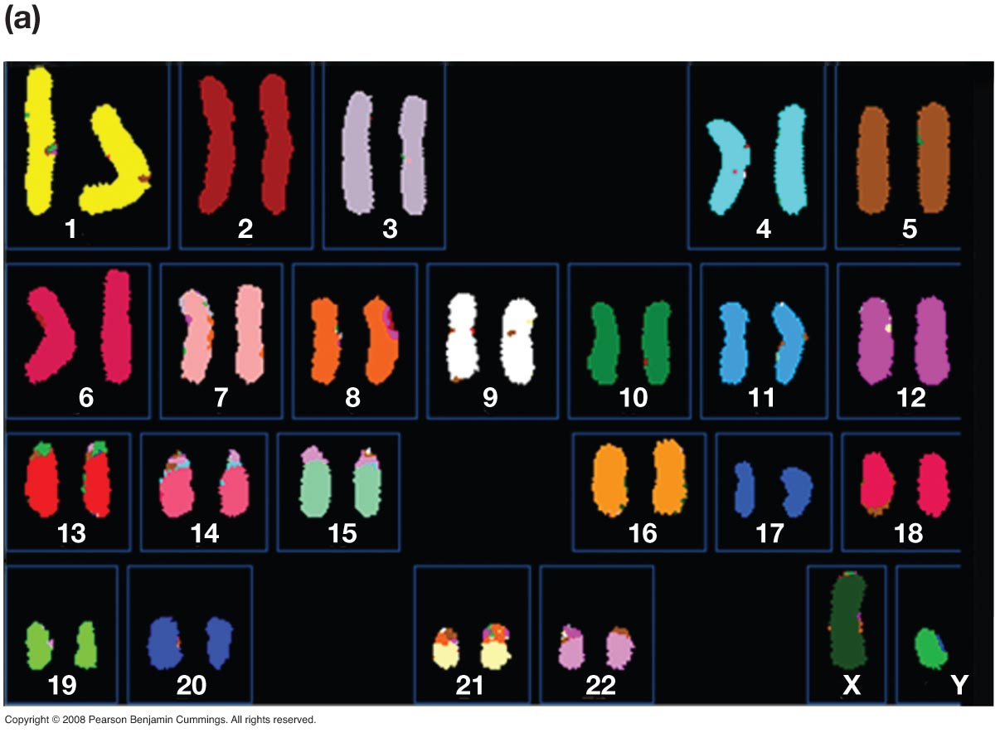 (a)
1 2 3 4 5
6 7 8 9 10 11 12
13 14 15 16 17 18
19 20 21 22 X Y
Copyright © 2008 Pearson Benjamin Cummings. All rights reserved.